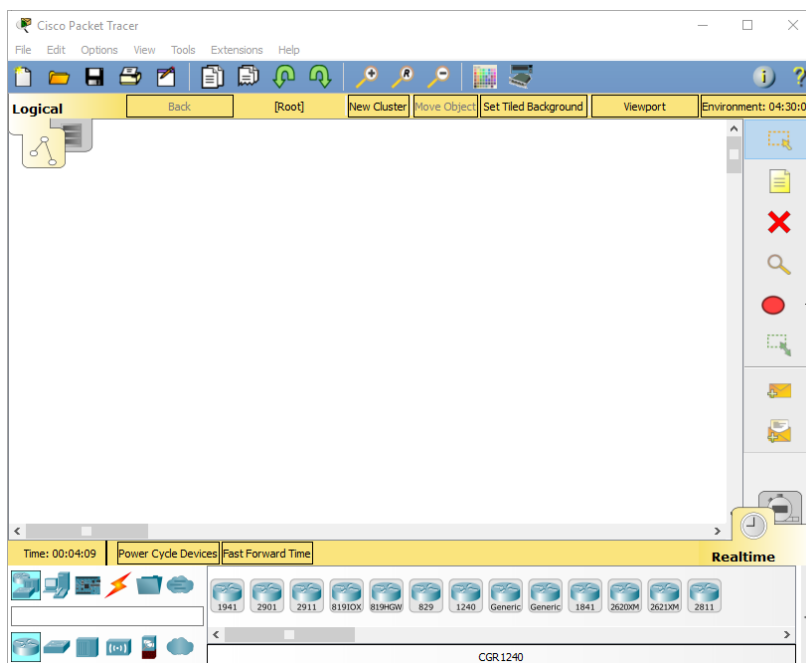 Cisco Packet Tracer
File Edit Options View Tools Extensions Help
Logical Back [Root] New Cluster Move Object Set Tiled Background Viewport Environment: 04:30:0
Time: 00:04:09 Power Cycle Devices Fast Forward Time Realtime
1941 2901 2911 819IOX 819HGW 829 1240 Generic Generic 1841 2620XM 2621XM 2811
CGR1240